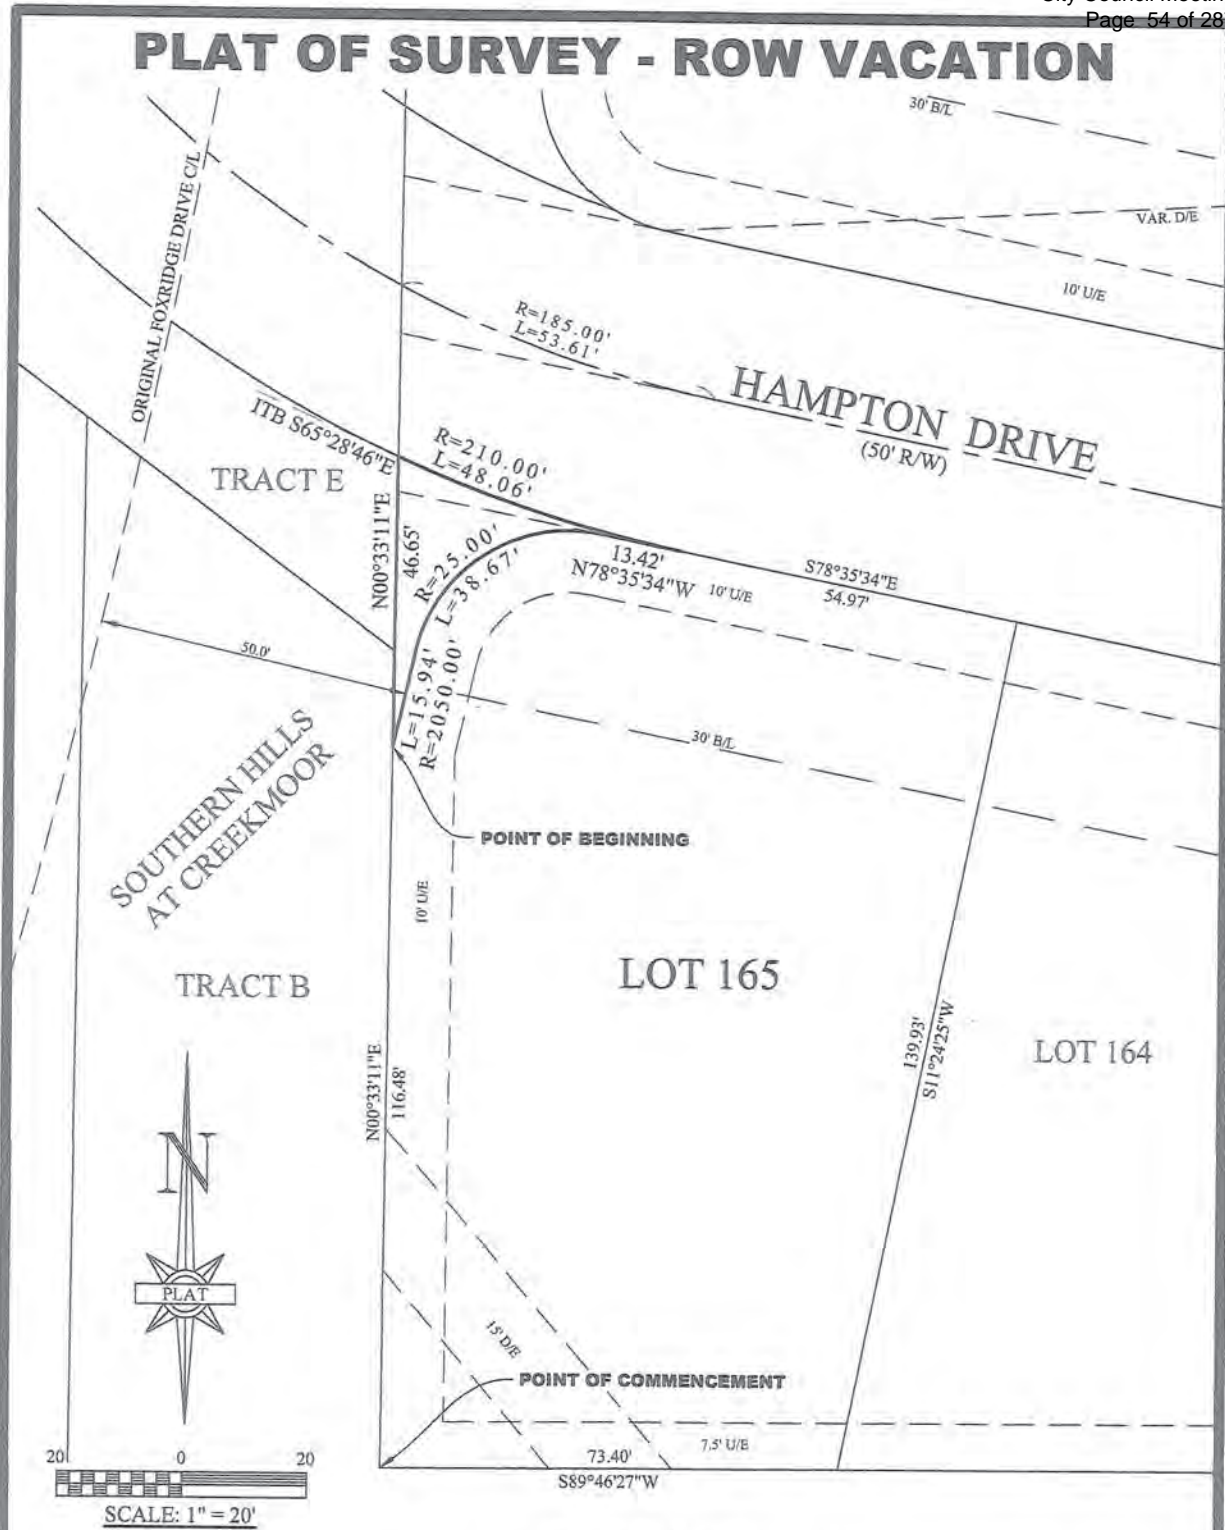 City Council Meetin
Page 54 of 28
PLAT OF SURVEY - ROW VACATION
30' B/L
ORIGINAL FOXRIDGE DRIVE C/L
VAR. D/E
10' U/E
R=185.00'
L=53.61'
HAMPTON DRIVE
(50' R/W)
ITB S65°28'46"E
R=210.00'
L=48.06'
TRACT E
N00°33'11"E
46.65'
R=25.00'
L=38.67'
13.42'
N78°35'34"W
10' U/E
S78°35'34"E
54.97'
50.0'
L=15.94'
R=2050.00'
30' B/L
SOUTHERN HILLS
AT CREEKMOOR
POINT OF BEGINNING
10' U/E
LOT 165
TRACT B
139.93'
S11°24'25"W
LOT 164
N00°33'11"E
116.48'
N
PLAT
15' D/E
POINT OF COMMENCEMENT
20
0
20
73.40'
7.5' U/E
S89°46'27"W
SCALE: 1" = 20'